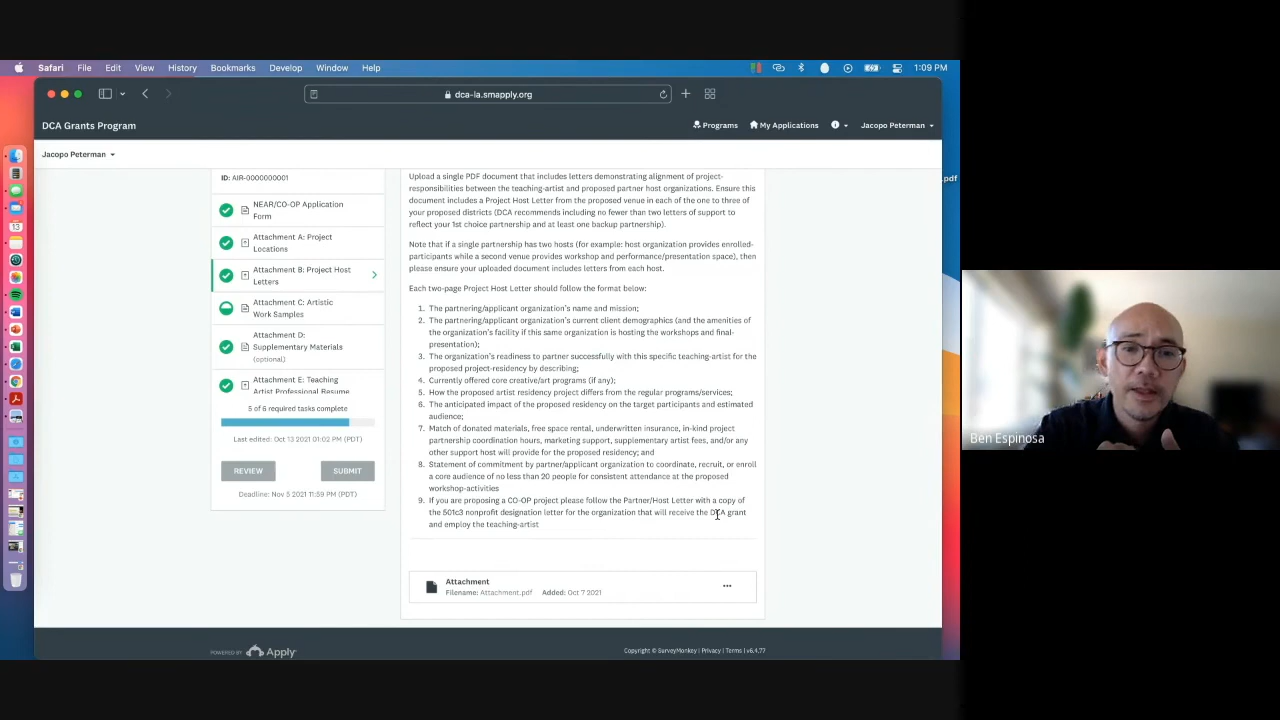 Safari File Edit View History Bookmarks Develop Window Help 1:09 PM
dca-la.smapply.org
DCA Grants Program
Programs My Applications Jacopo Peterman
Jacopo Peterman
.pdf
ID: AIR-0000000001
NEAR/CO-OP Application
Form
Attachment A: Project
Locations
Attachment B: Project Host
Letters
Attachment C: Artistic
Work Samples
Attachment D:
Supplementary Materials
(optional)
Attachment E: Teaching
Artist Professional Resume
5 of 6 required tasks complete
Last edited: Oct 13 2021 01:02 PM (PDT)
REVIEW SUBMIT
Deadline: Nov 5 2021 11:59 PM (PDT)
Upload a single PDF document that includes letters demonstrating alignment of project-
responsibilities between the teaching-artist and proposed partner host organizations. Ensure this
document includes a Project Host Letter from the proposed venue in each of the one to three of
your proposed districts (DCA recommends including no fewer than two letters of support to
reflect your 1st choice partnership and at least one backup partnership).
Note that if a single partnership has two hosts (for example: host organization provides enrolled-
participants while a second venue provides workshop and performance/presentation space), then
please ensure your uploaded document includes letters from each host.
Each two-page Project Host Letter should follow the format below:
1. The partnering/applicant organization's name and mission;
2. The partnering/applicant organization's current client demographics (and the amenities of
the organization's facility if this same organization is hosting the workshops and final-
presentation);
3. The organization's readiness to partner successfully with this specific teaching-artist for the
proposed project-residency by describing;
4. Currently offered core creative/art programs (if any);
5. How the proposed artist residency project differs from the regular programs/services;
6. The anticipated impact of the proposed residency on the target participants and estimated
audience;
7. Match of donated materials, free space rental, underwritten insurance, in-kind project
partnership coordination hours, marketing support, supplementary artist fees, and/or any
other support host will provide for the proposed residency; and
8. Statement of commitment by partner/applicant organization to coordinate, recruit, or enroll
a core audience of no less than 20 people for consistent attendance at the proposed
workshop-activities
9. If you are proposing a CO-OP project please follow the Partner/Host Letter with a copy of
the 501c3 nonprofit designation letter for the organization that will receive the DCA grant
and employ the teaching-artist
Attachment
Filename: Attachment.pdf Added: Oct 7 2021
POWERED BY Apply
Copyright © SurveyMonkey | Privacy | Terms | v6.4.77
Ben Espinosa